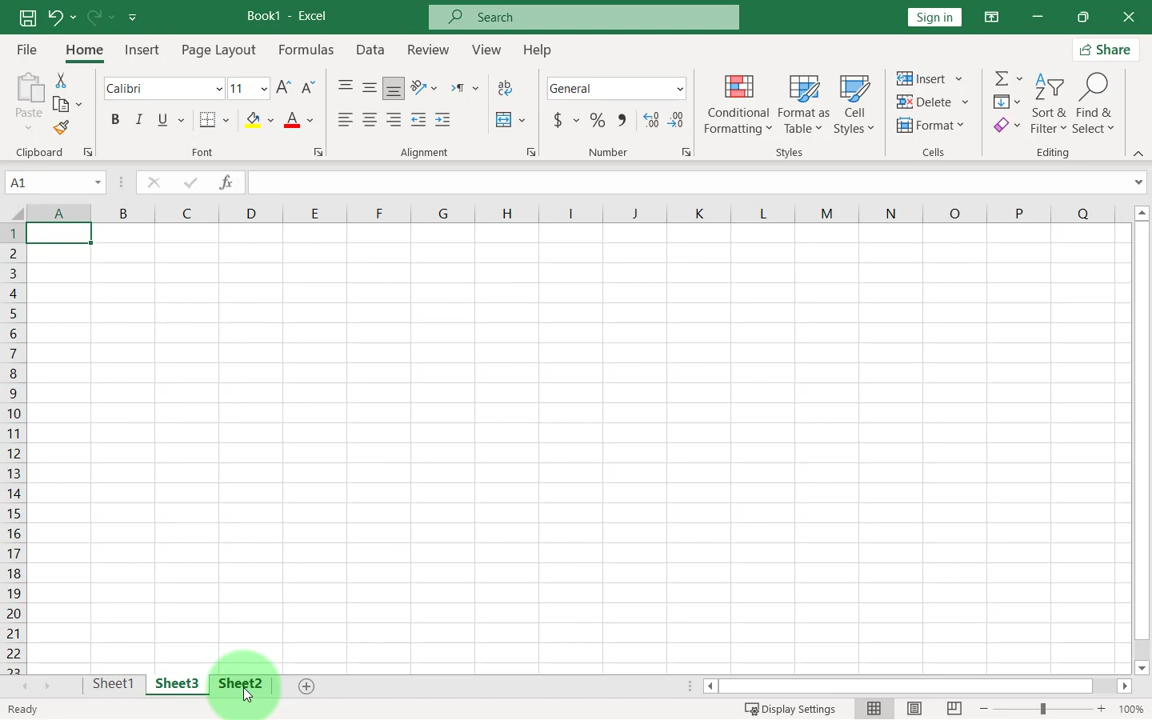 Book1 - Excel
Search
Sign in
File Home Insert Page Layout Formulas Data Review View Help
Share
Paste
Calibri 11
General
Conditional Formatting
Format as Table
Cell Styles
Insert
Delete
Format
Sort & Filter
Find & Select
Clipboard Font Alignment Number Styles Cells Editing
A1
A B C D E F G H I J K L M N O P Q
1
2
3
4
5
6
7
8
9
10
11
12
13
14
15
16
17
18
19
20
21
22
23
Sheet1 Sheet3 Sheet2
Ready
Display Settings
100%